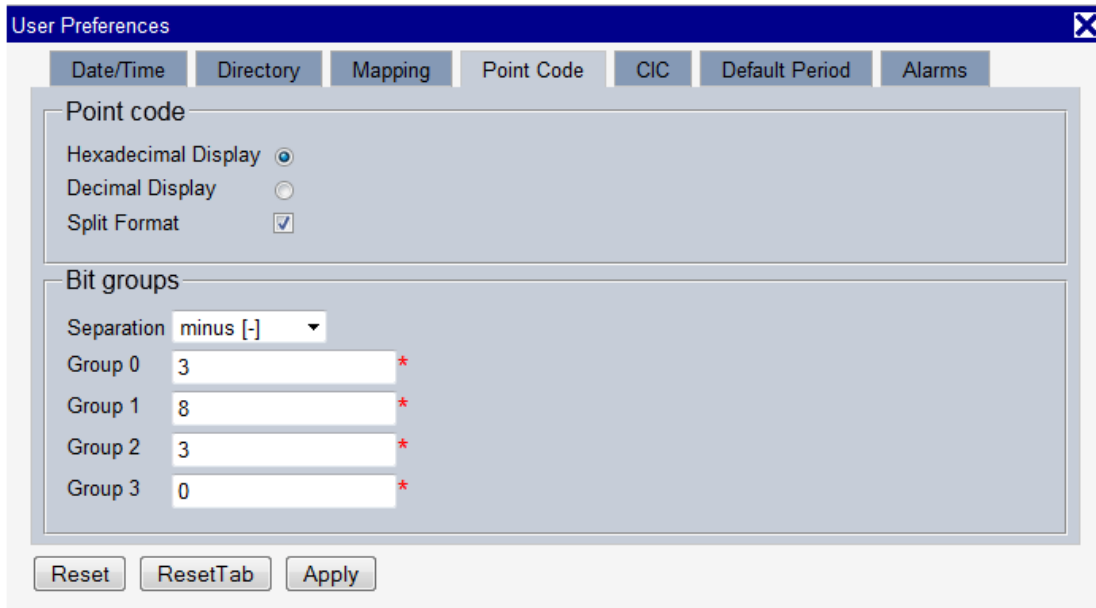 User Preferences
Date/Time Directory Mapping Point Code CIC Default Period Alarms
Point code
Hexadecimal Display
Decimal Display
Split Format
Bit groups
Separation minus [-]
Group 0 3 *
Group 1 8 *
Group 2 3 *
Group 3 0 *
Reset ResetTab Apply